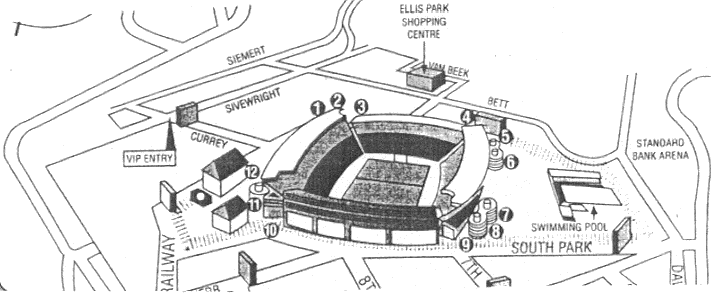 ELLIS PARK
SHOPPING
CENTRE
SIEMERT
VAN BEEK
SIVEWRIGHT
BETT
1
2
3
4
CURREY
5
STANDARD
BANK ARENA
VIP ENTRY
6
12
11
7
SWIMMING POOL
10
8
9
SOUTH PARK
RAILWAY